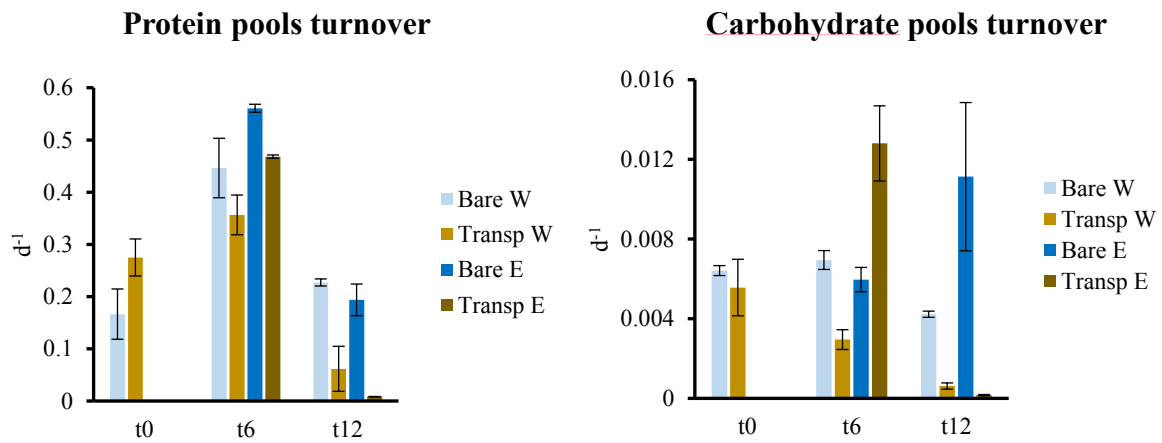 Protein pools turnover
0.6
0.5
0.4
0.3
0.2
0.1
0
d-1
t0 t6 t12
Bare W
Transp W
Bare E
Transp E
Carbohydrate pools turnover
0.016
0.012
0.008
0.004
0
d-1
t0 t6 t12
Bare W
Transp W
Bare E
Transp E